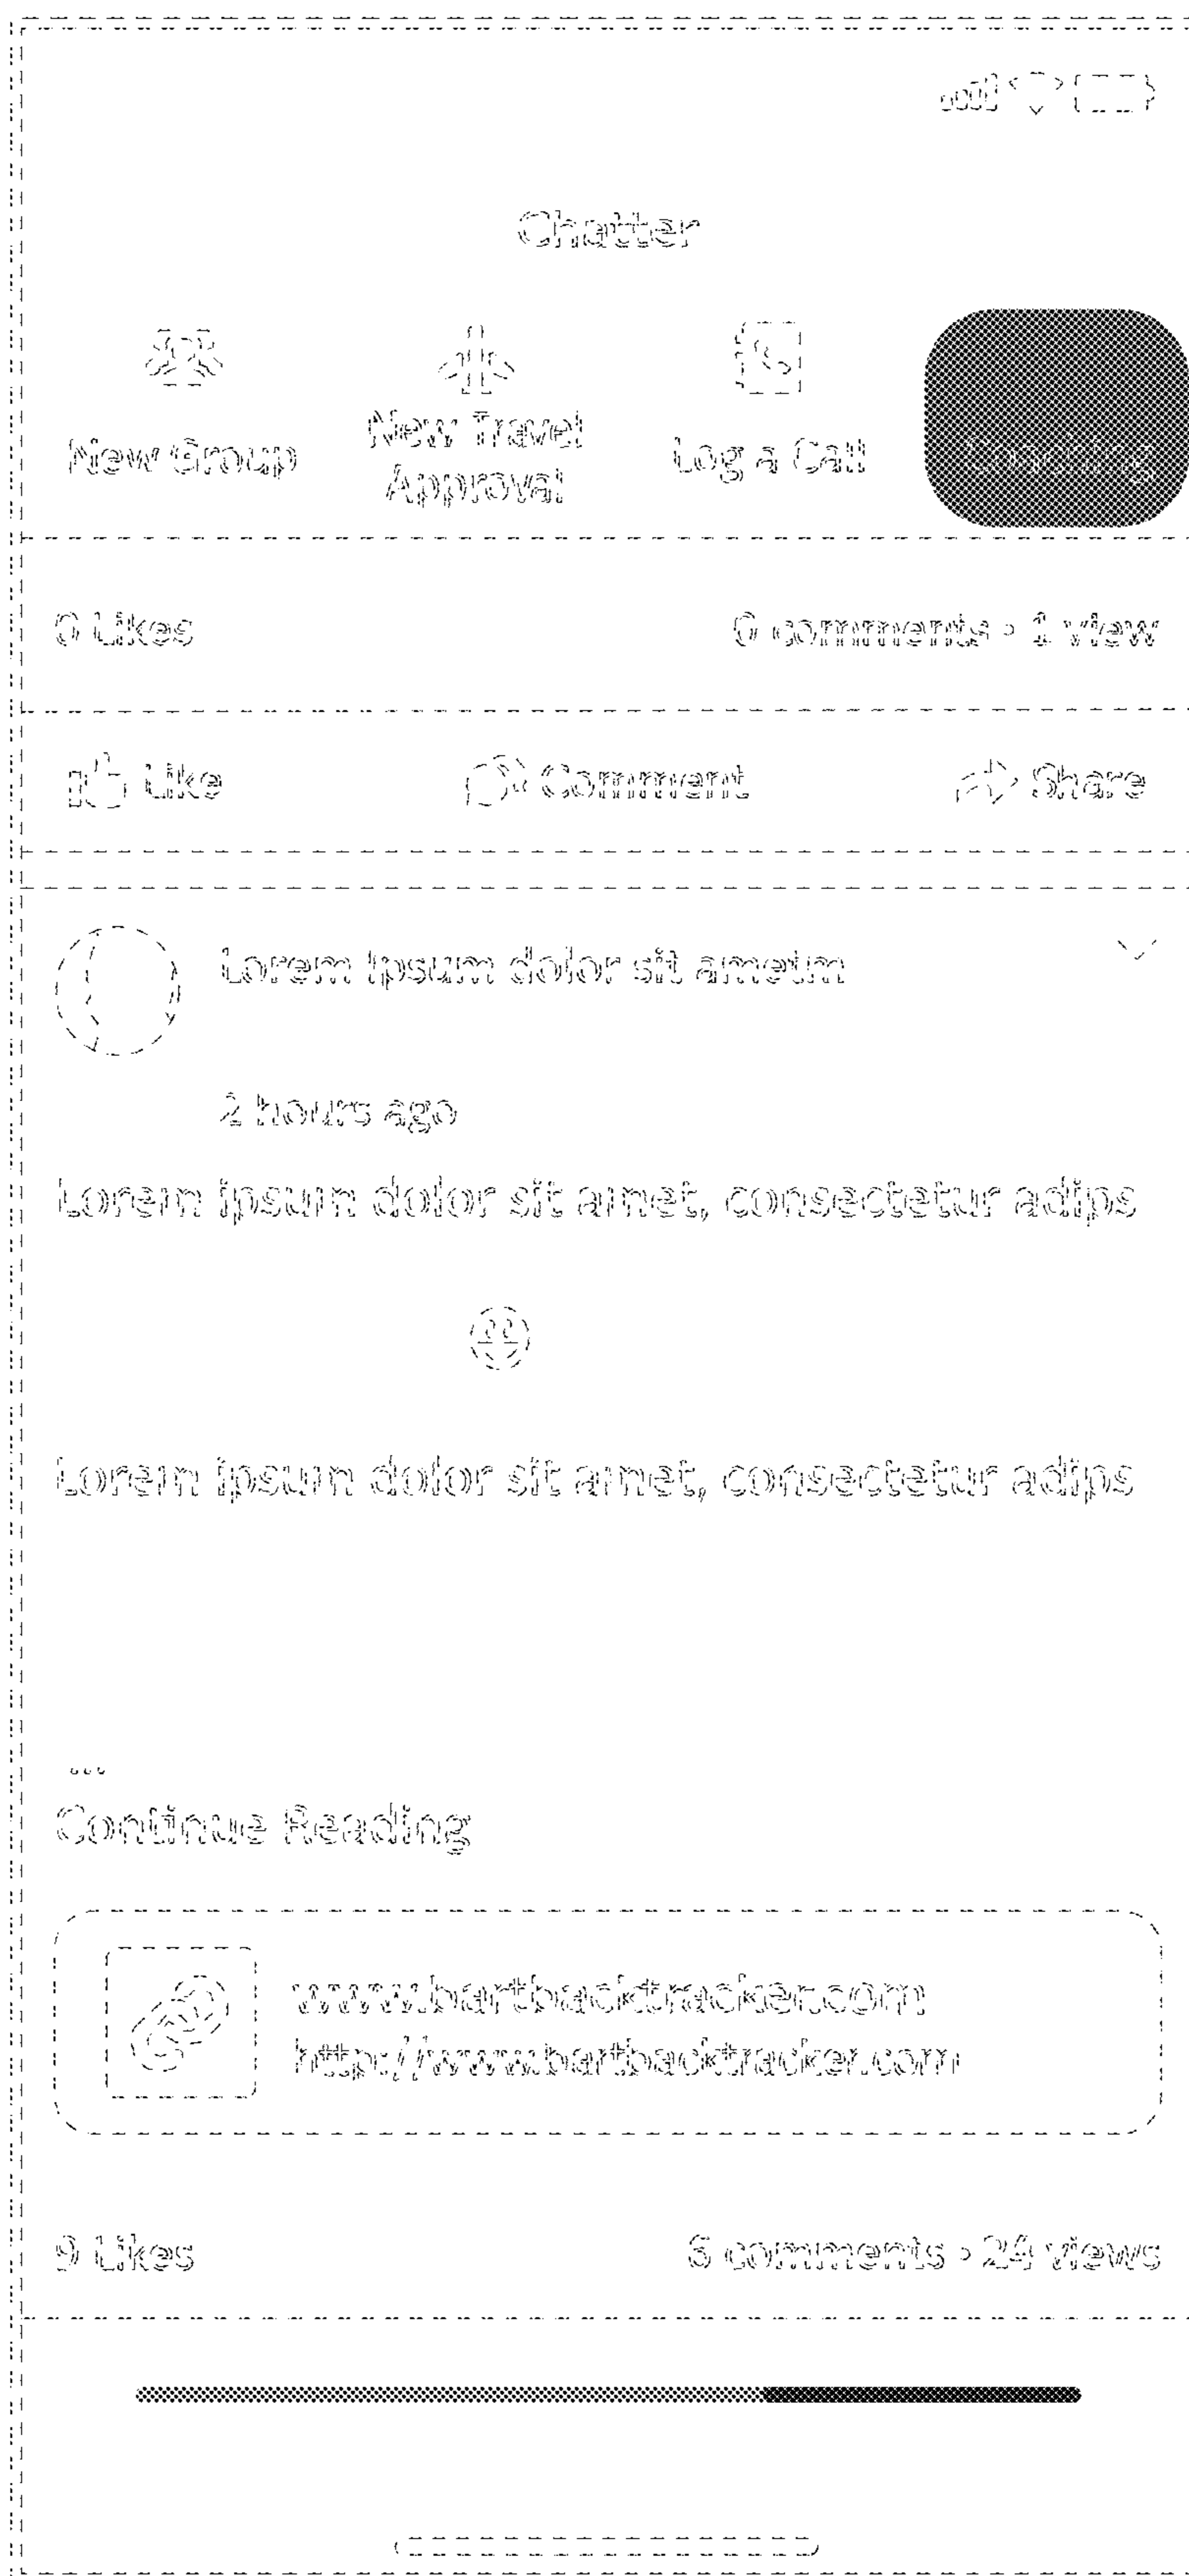 Chatter
New Group
New Travel
Approval
Log a Call
0 Likes
0 comments · 1 view
Like
Comment
Share
Lorem ipsum dolor sit ametm
2 hours ago
Lorem ipsum dolor sit amet, consectetur adips
Lorem ipsum dolor sit amet, consectetur adips
...
Continue Reading
www.bartbacktracker.com
http://www.bartbacktracker.com
9 Likes
6 comments · 24 views